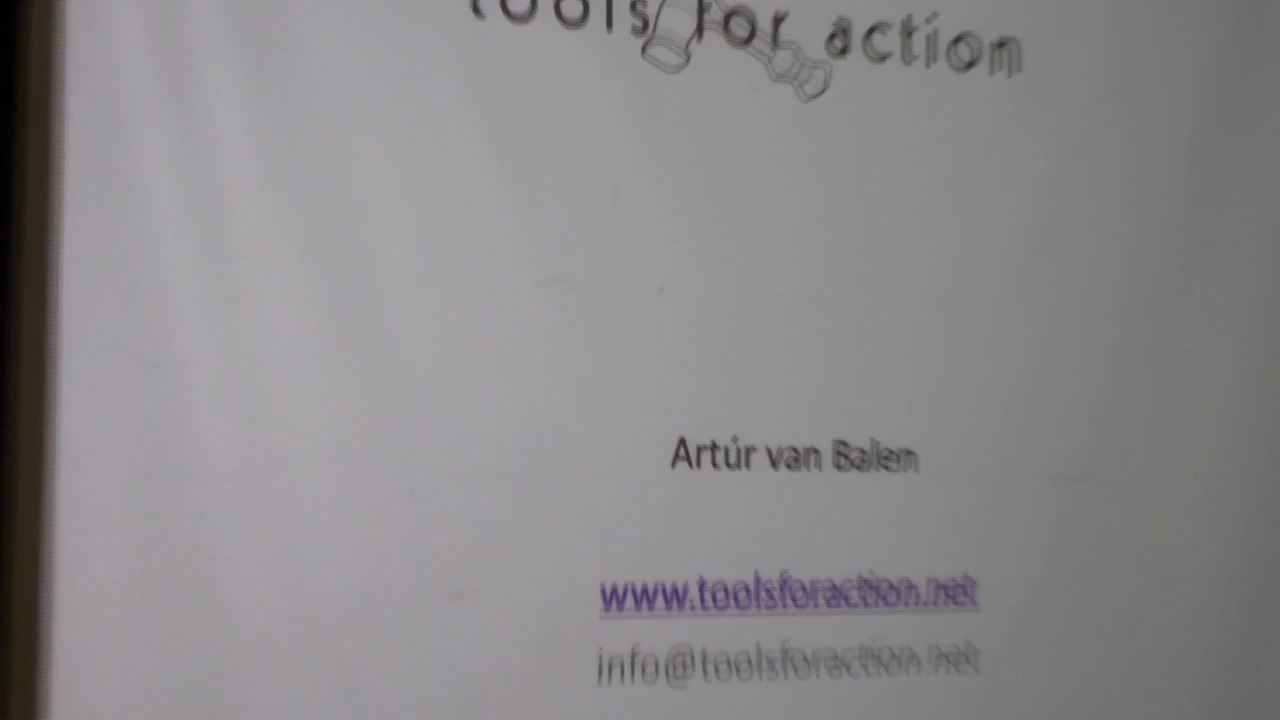 tools for action
Artúr van Balen
www.toolsforaction.net
info@toolsforaction.net